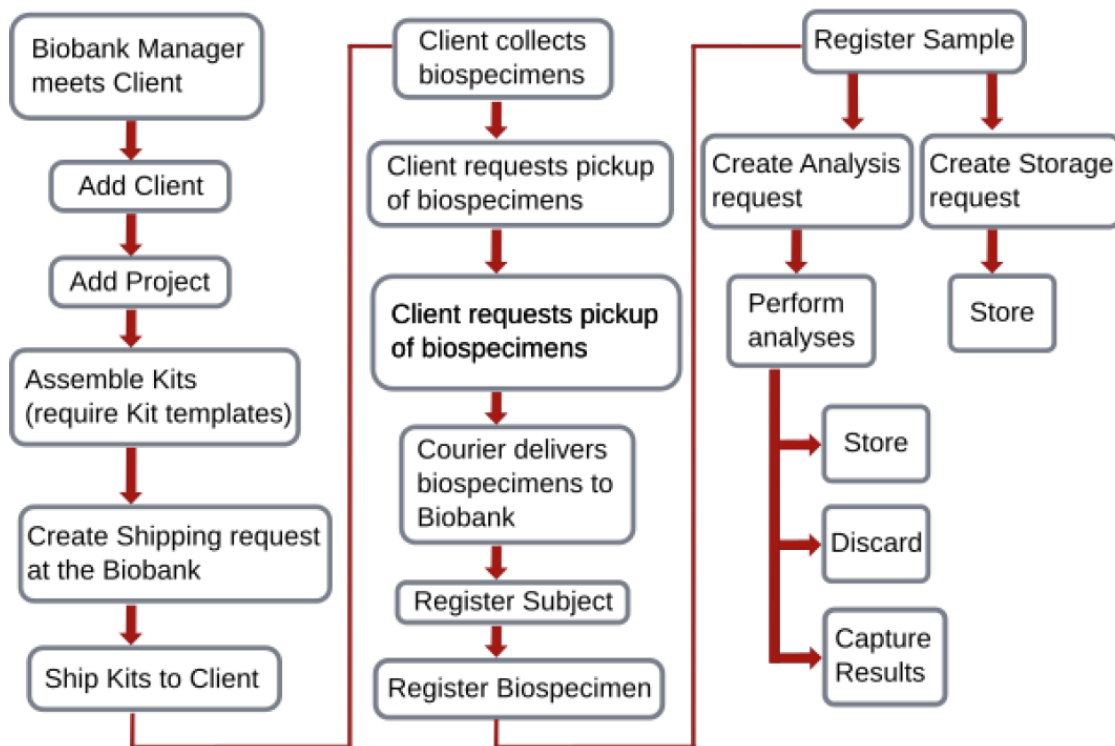 Biobank Manager
meets Client
Add Client
Add Project
Assemble Kits
(require Kit templates)
Create Shipping request
at the Biobank
Ship Kits to Client
Client collects
biospecimens
Client requests pickup
of biospecimens
Client requests pickup
of biospecimens
Courier delivers
biospecimens to
Biobank
Register Subject
Register Biospecimen
Register Sample
Create Analysis
request
Create Storage
request
Perform
analyses
Store
Store
Discard
Capture
Results